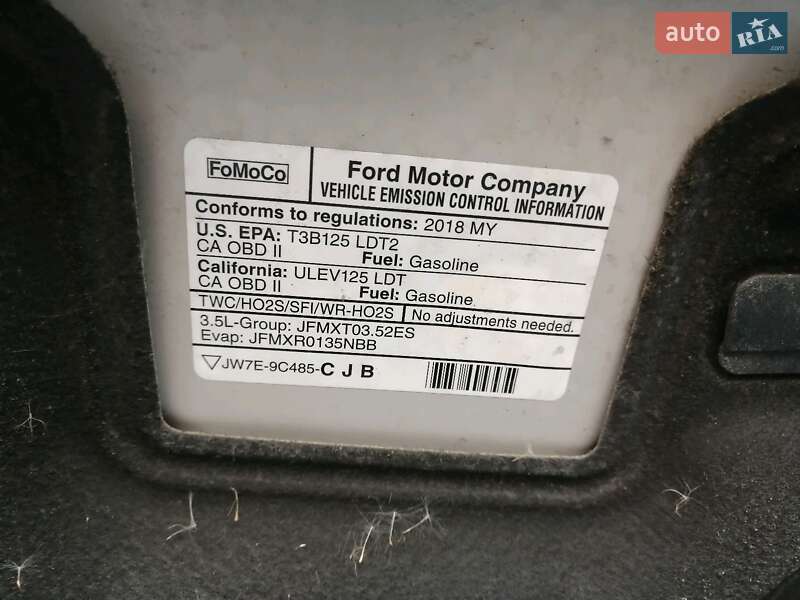 auto RIA
.com
FoMoCo
Ford Motor Company
VEHICLE EMISSION CONTROL INFORMATION
Conforms to regulations: 2018 MY
U.S. EPA: T3B125 LDT2
CA OBD II Fuel: Gasoline
California: ULEV125 LDT
CA OBD II Fuel: Gasoline
TWC/HO2S/SFI/WR-HO2S No adjustments needed.
3.5L-Group: JFMXT03.52ES
Evap: JFMXR0135NBB
JW7E-9C485-C J B